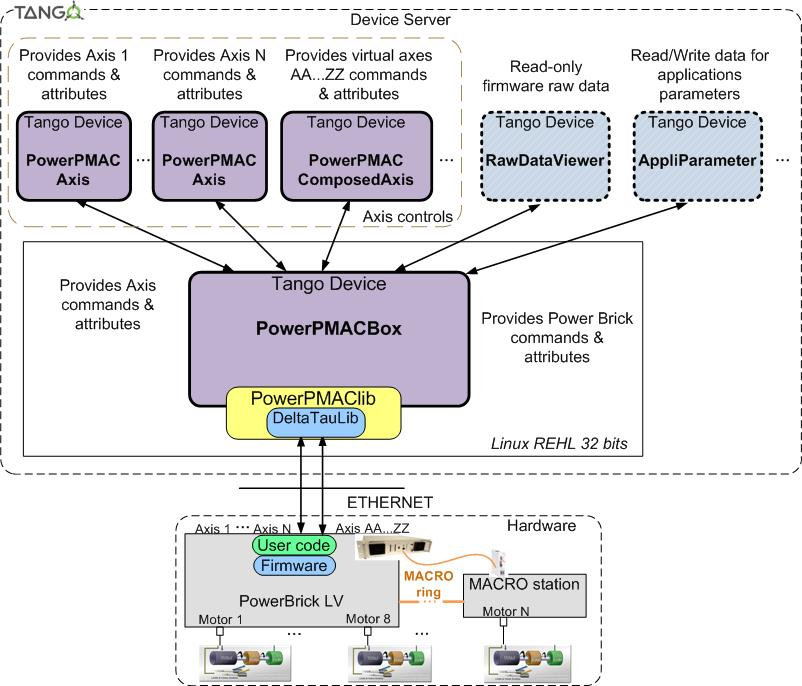 TANGO
Device Server
Provides Axis 1
commands &
attributes
Provides Axis N
commands &
attributes
Provides virtual axes
AA...ZZ commands
& attributes
Read-only
firmware raw data
Read/Write data for
applications
parameters
Tango Device
PowerPMAC
Axis
...
Tango Device
PowerPMAC
Axis
Tango Device
PowerPMAC
ComposedAxis
...
Tango Device
RawDataViewer
Tango Device
AppliParameter
...
Axis controls
Provides Axis
commands &
attributes
Tango Device
PowerPMACBox
Provides Power Brick
commands &
attributes
PowerPMAClib
DeltaTauLib
Linux REHL 32 bits
ETHERNET
Hardware
Axis 1 ... Axis N
Axis AA...ZZ
User code
Firmware
PowerBrick LV
MACRO
ring
...
MACRO station
Motor 1
...
Motor 8
...
Motor N